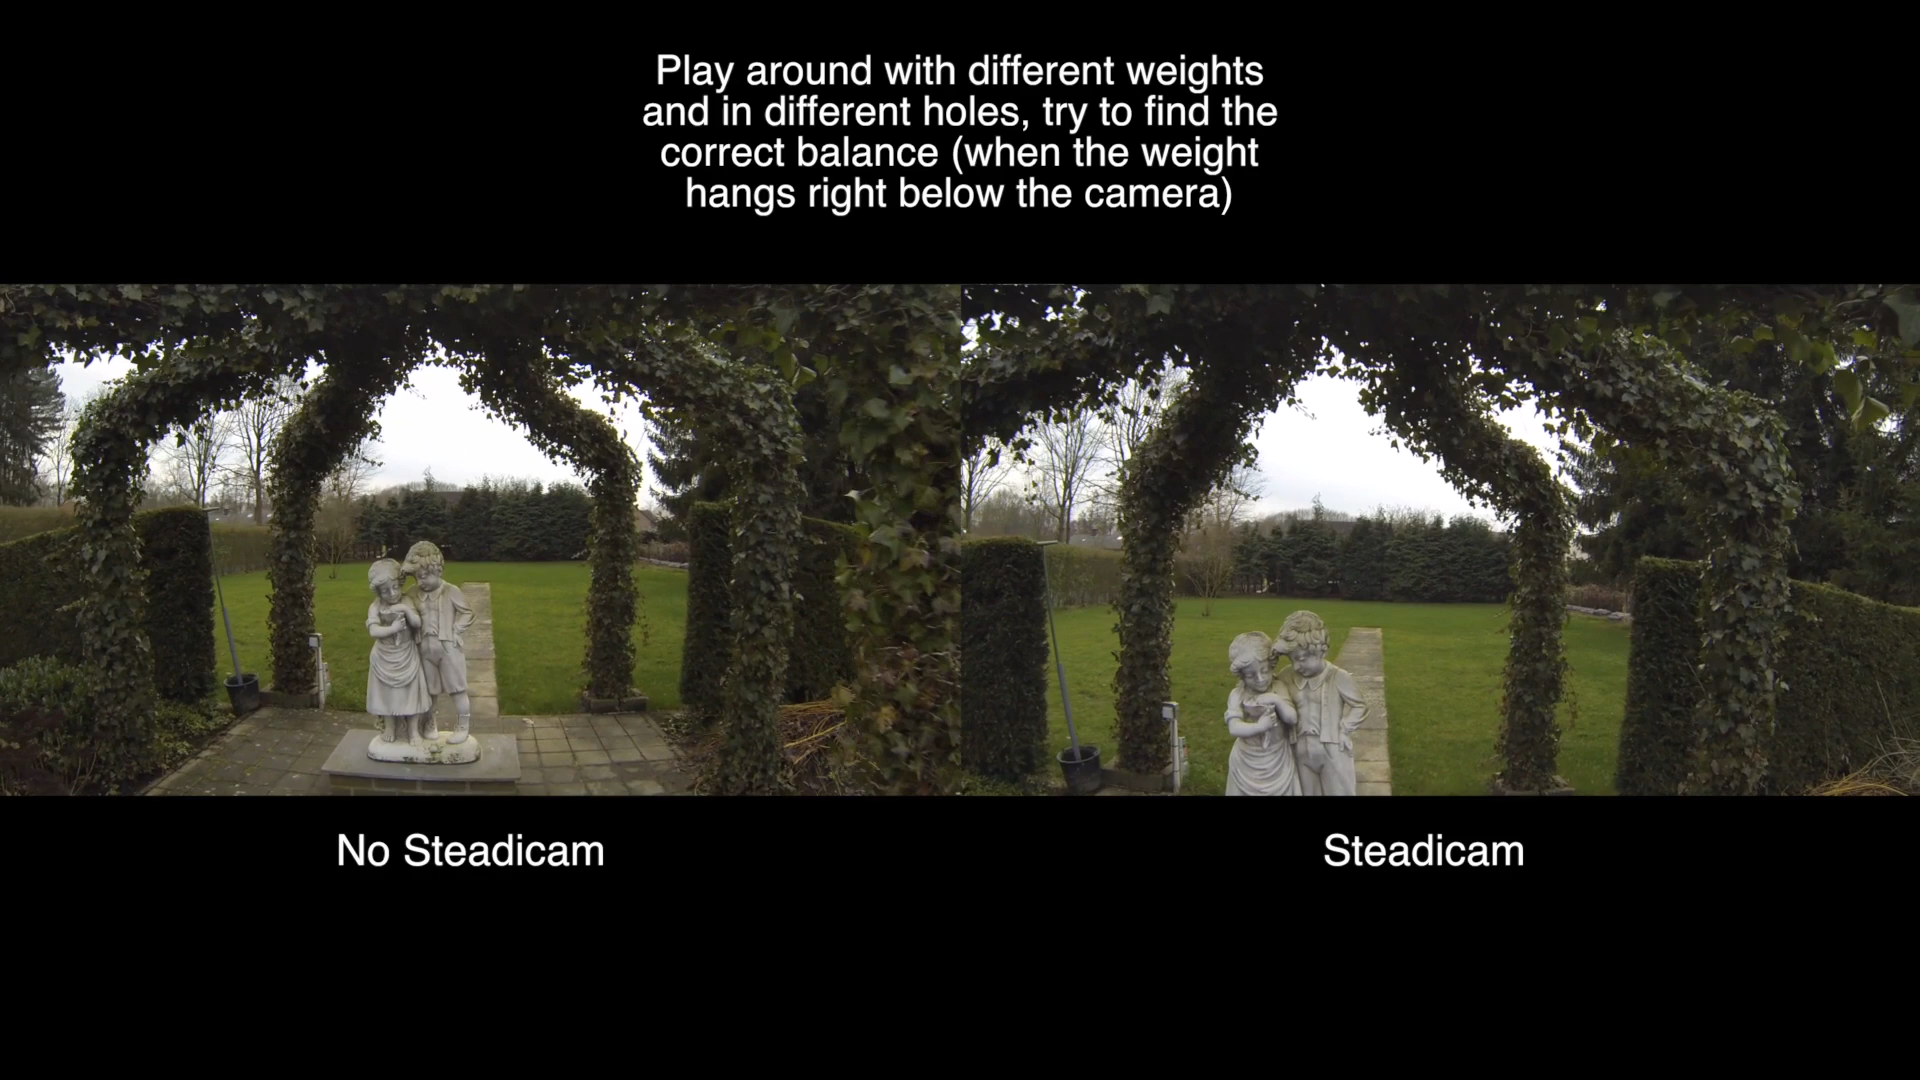 Play around with different weights
and in different holes, try to find the
correct balance (when the weight
hangs right below the camera)
No Steadicam
Steadicam